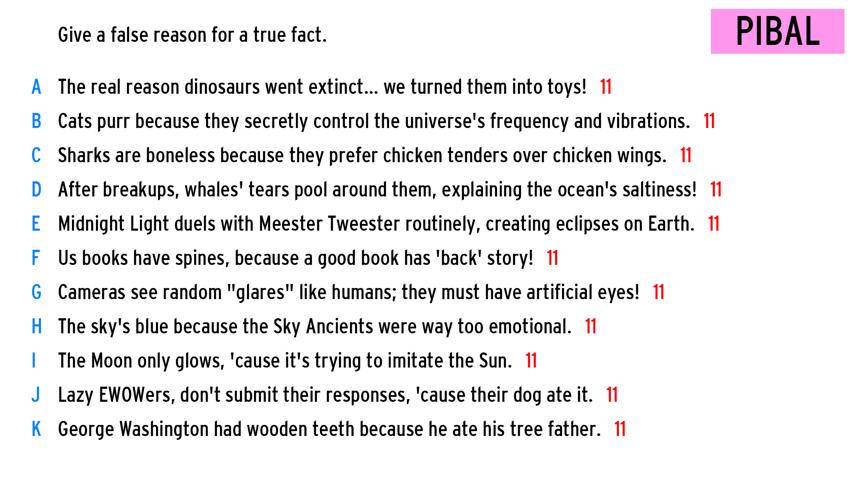 Give a false reason for a true fact.
PIBAL
A The real reason dinosaurs went extinct... we turned them into toys! 11
B Cats purr because they secretly control the universe's frequency and vibrations. 11
C Sharks are boneless because they prefer chicken tenders over chicken wings. 11
D After breakups, whales' tears pool around them, explaining the ocean's saltiness! 11
E Midnight Light duels with Meester Tweester routinely, creating eclipses on Earth. 11
F Us books have spines, because a good book has 'back' story! 11
G Cameras see random "glares" like humans; they must have artificial eyes! 11
H The sky's blue because the Sky Ancients were way too emotional. 11
I The Moon only glows, 'cause it's trying to imitate the Sun. 11
J Lazy EWOWers, don't submit their responses, 'cause their dog ate it. 11
K George Washington had wooden teeth because he ate his tree father. 11